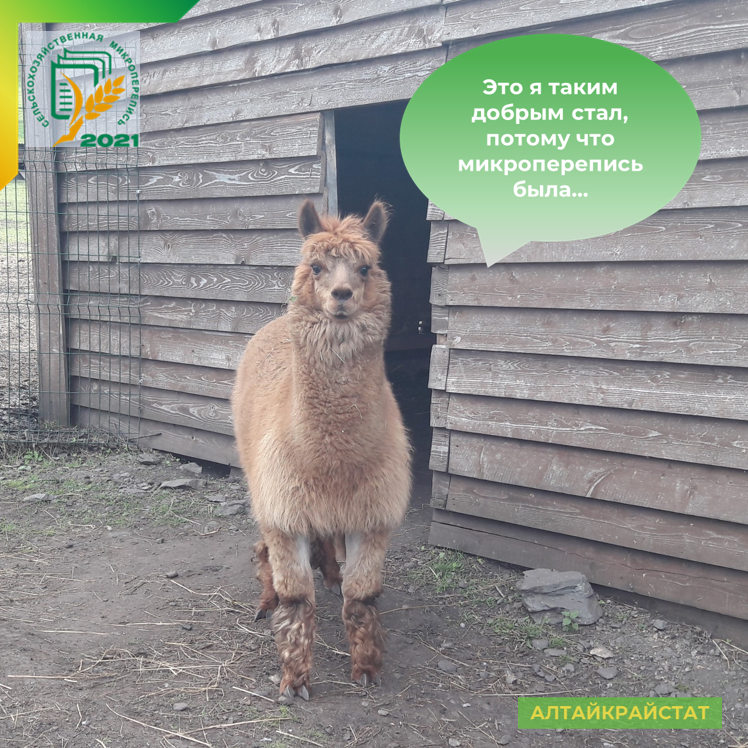 СЕЛЬСКОХОЗЯЙСТВЕННАЯ МИКРОПЕРЕПИСЬ
2021
Это я таким
добрым стал,
потому что
микроперепись
была...
АЛТАЙКРАЙСТАТ